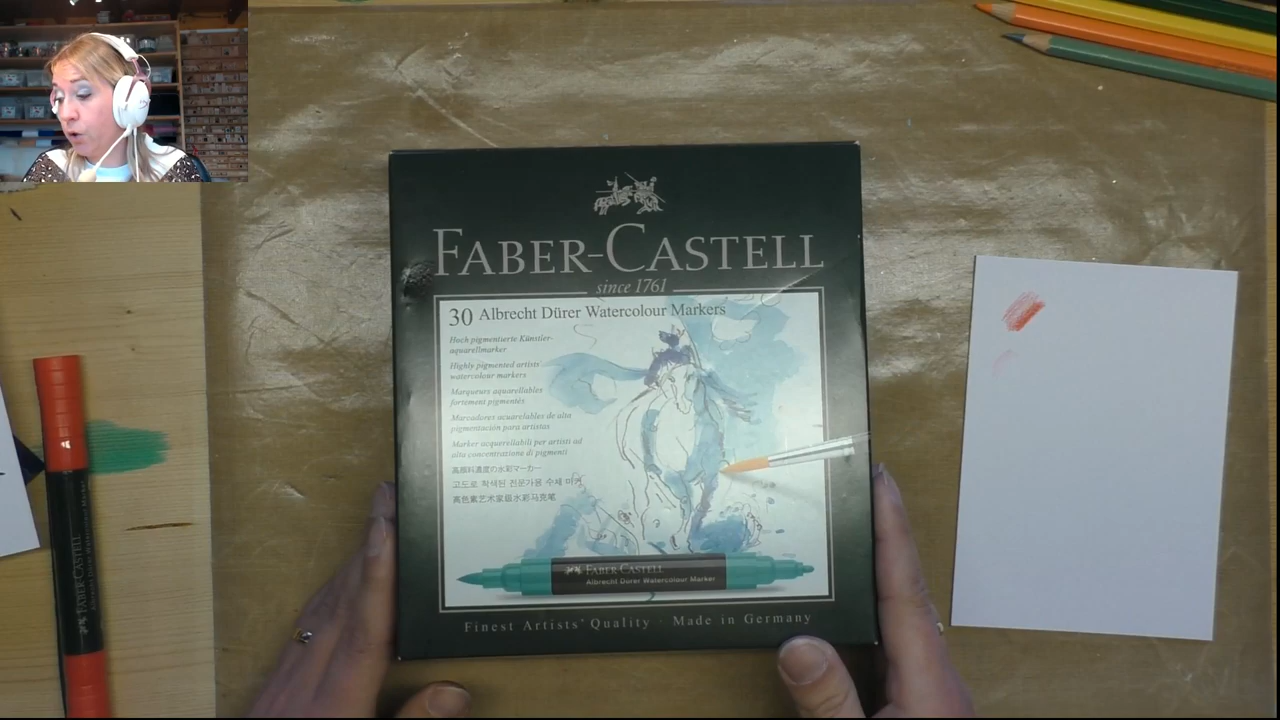 FABER-CASTELL
since 1761
30 Albrecht Dürer Watercolour Markers
Hoch pigmentierte Künstler-
aquarellmarker
Highly pigmented artists
watercolour markers
Marqueurs aquarellables
fortement pigmentés
Marcadores acuarelables de alta
pigmentación para artistas
Marker acquerellabili per artisti ad
alta concentrazione di pigmenti
高顔料濃度の水彩マーカー
고도로 착색된 전문가용 수채 마커
高色素艺术家级水彩马克笔
FABER-CASTELL
Albrecht Dürer Watercolour Marker
Finest Artists' Quality · Made in Germany
FABER-CASTELL